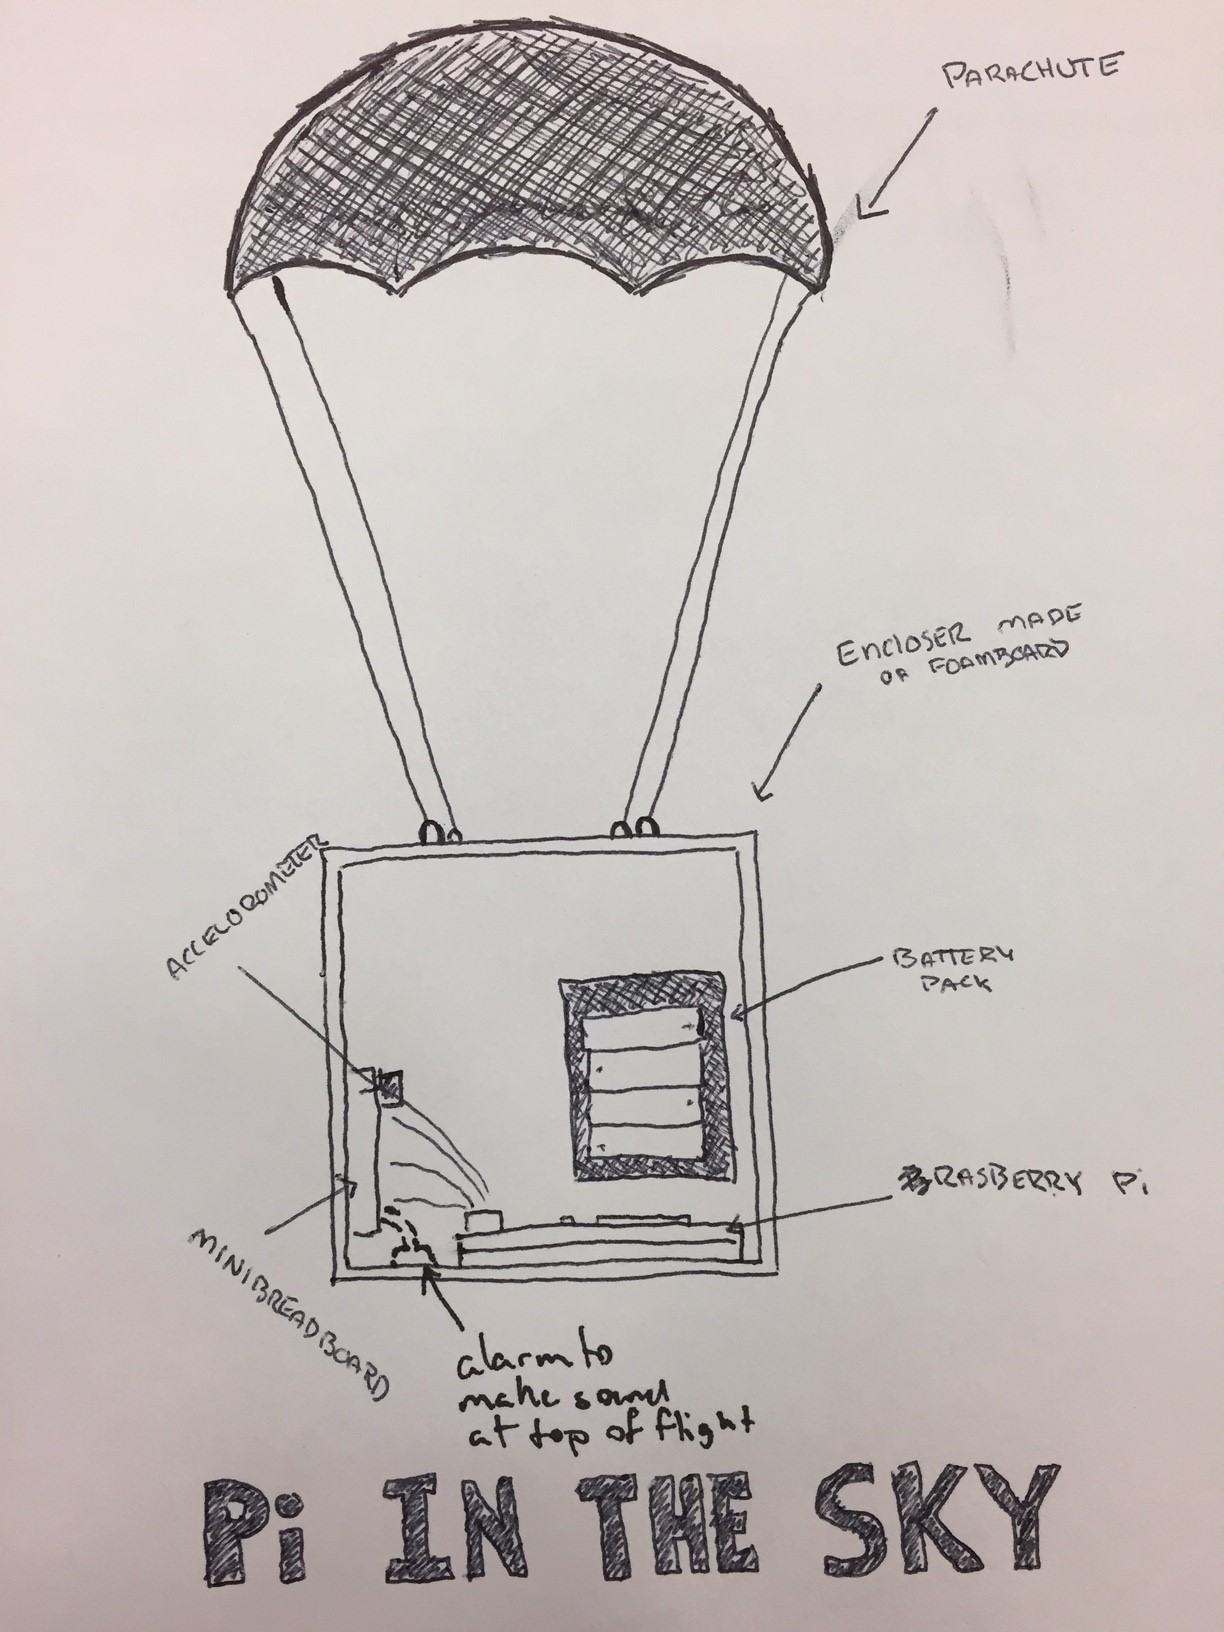 PARACHUTE
ENCLOSER MADE
OF FOAMBOARD
ACCELOROMETER
BATTERY
PACK
RASBERRY Pi
MINIBREADBOARD
alarm to
make sound
at top of flight
Pi IN THE SKY